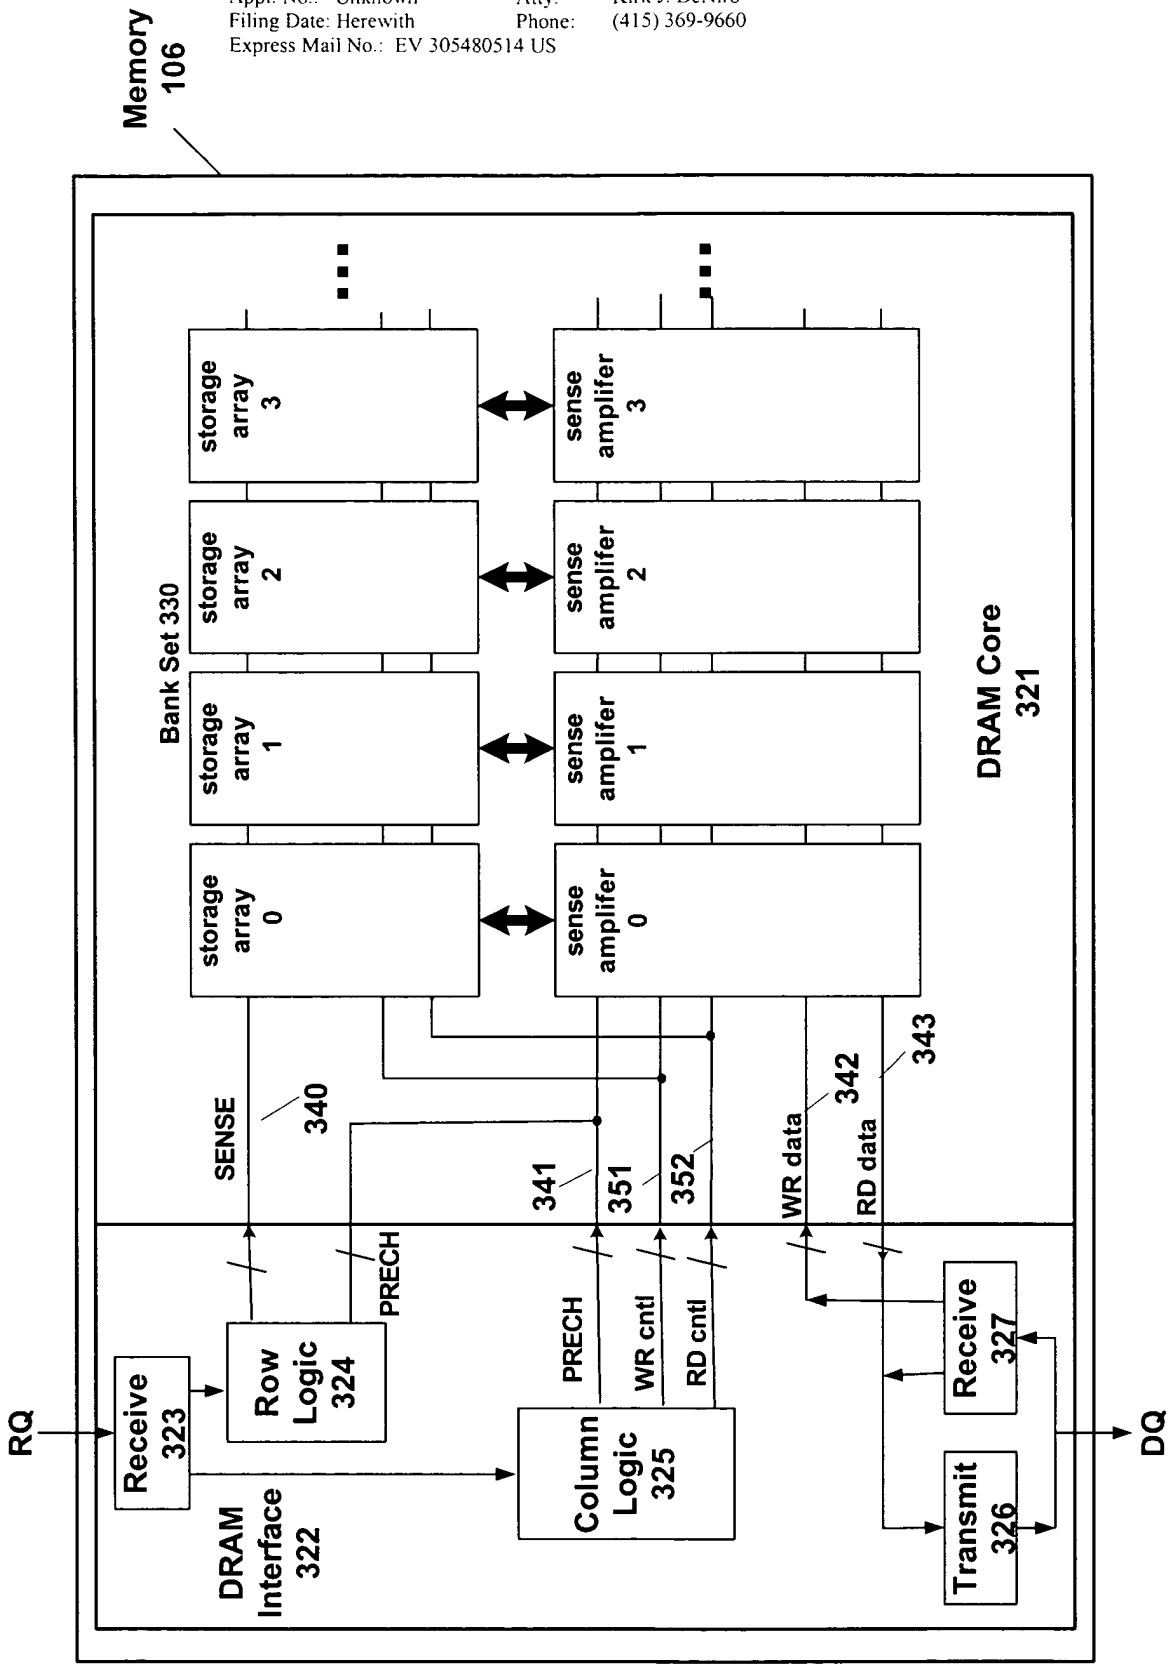 Filing Date: Herewith Phone: (415) 369-9660
Express Mail No.: EV 305480514 US
Memory
106
RQ
Receive
323
DRAM
Interface
322
Row
Logic
324
Column
Logic
325
Transmit
326
Receive
327
DQ
SENSE
340
PRECH
PRECH
341
WR cntl
351
RD cntl
352
WR data
342
RD data
343
Bank Set 330
storage
array
0
storage
array
1
storage
array
2
storage
array
3
sense
amplifer
0
sense
amplifer
1
sense
amplifer
2
sense
amplifer
3
DRAM Core
321